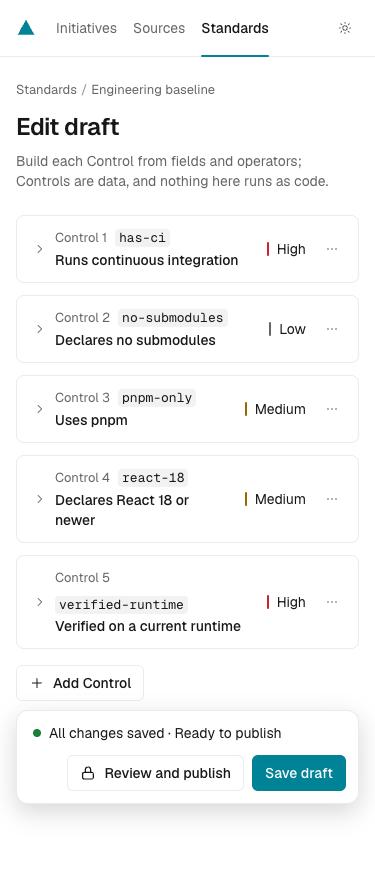 Initiatives Sources Standards
Standards / Engineering baseline
Edit draft
Build each Control from fields and operators;
Controls are data, and nothing here runs as code.
Control 1 has-ci
Runs continuous integration
High
Control 2 no-submodules
Declares no submodules
Low
Control 3 pnpm-only
Uses pnpm
Medium
Control 4 react-18
Declares React 18 or
newer
Medium
Control 5
verified-runtime
Verified on a current runtime
High
Add Control
All changes saved · Ready to publish
Review and publish
Save draft